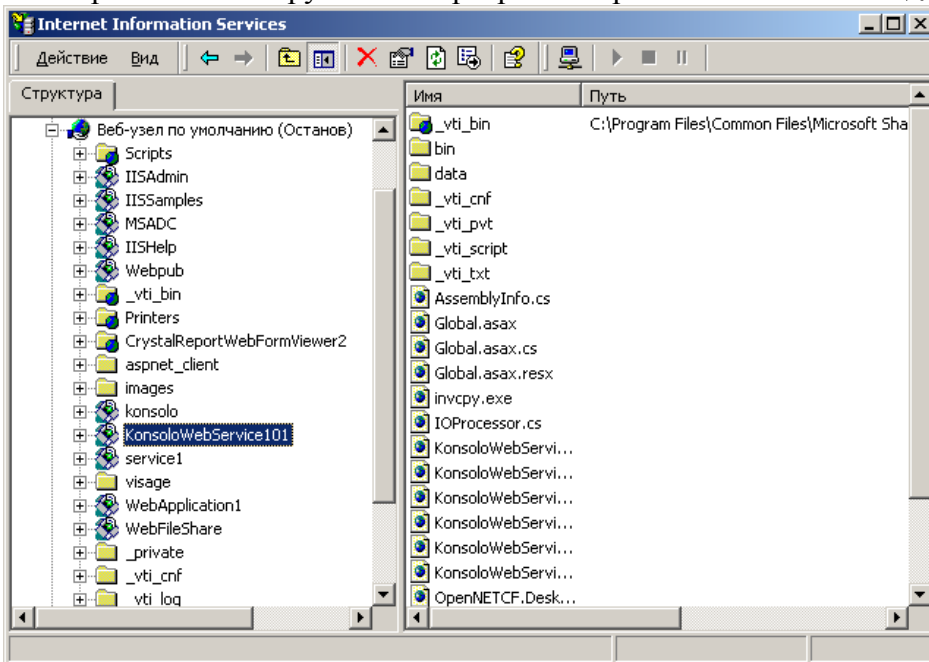 Internet Information Services
Действие Вид
Структура
Веб-узел по умолчанию (Останов)
Scripts
IISAdmin
IISSamples
MSADC
IISHelp
Webpub
_vti_bin
Printers
CrystalReportWebFormViewer2
aspnet_client
images
konsolo
KonsoloWebService101
service1
visage
WebApplication1
WebFileShare
_private
_vti_cnf
_vti_log
Имя Путь
_vti_bin C:\Program Files\Common Files\Microsoft Sha
bin
data
_vti_cnf
_vti_pvt
_vti_script
_vti_txt
AssemblyInfo.cs
Global.asax
Global.asax.cs
Global.asax.resx
invcpy.exe
IOProcessor.cs
KonsoloWebServi...
KonsoloWebServi...
KonsoloWebServi...
KonsoloWebServi...
KonsoloWebServi...
KonsoloWebServi...
OpenNETCF.Desk...